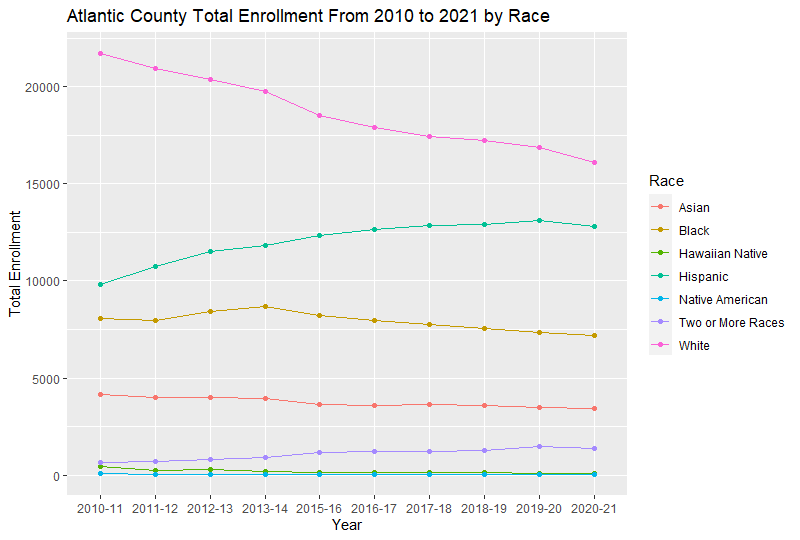 Atlantic County Total Enrollment From 2010 to 2021 by Race
Total Enrollment
20000
15000
10000
5000
0
2010-11 2011-12 2012-13 2013-14 2015-16 2016-17 2017-18 2018-19 2019-20 2020-21
Year
Race
Asian
Black
Hawaiian Native
Hispanic
Native American
Two or More Races
White